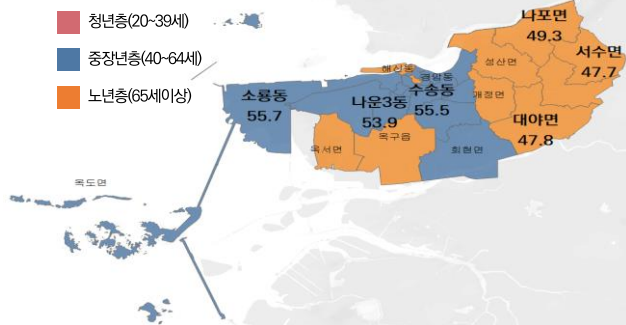 청년층(20~39세)
중장년층(40~64세)
노년층(65세이상)
나포면
49.3
서수면
47.7
성산면
해신동
경암동
개정면
소룡동
55.7
나운3동
53.9
수송동
55.5
대야면
47.8
옥구읍
옥서면
회현면
옥도면